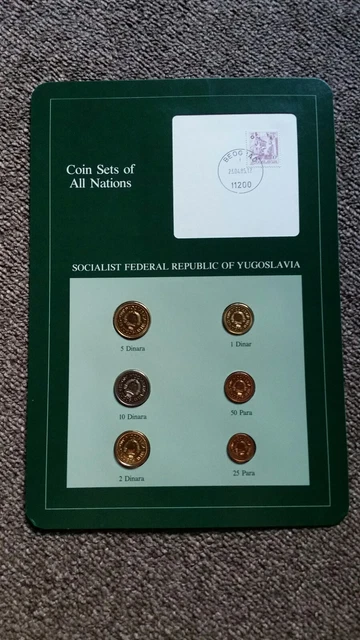 Coin Sets of
All Nations
11200
SOCIALIST FEDERAL REPUBLIC OF YUGOSLAVIA
5 Dinara
1 Dinar
10 Dinara
50 Para
2 Dinara
25 Para